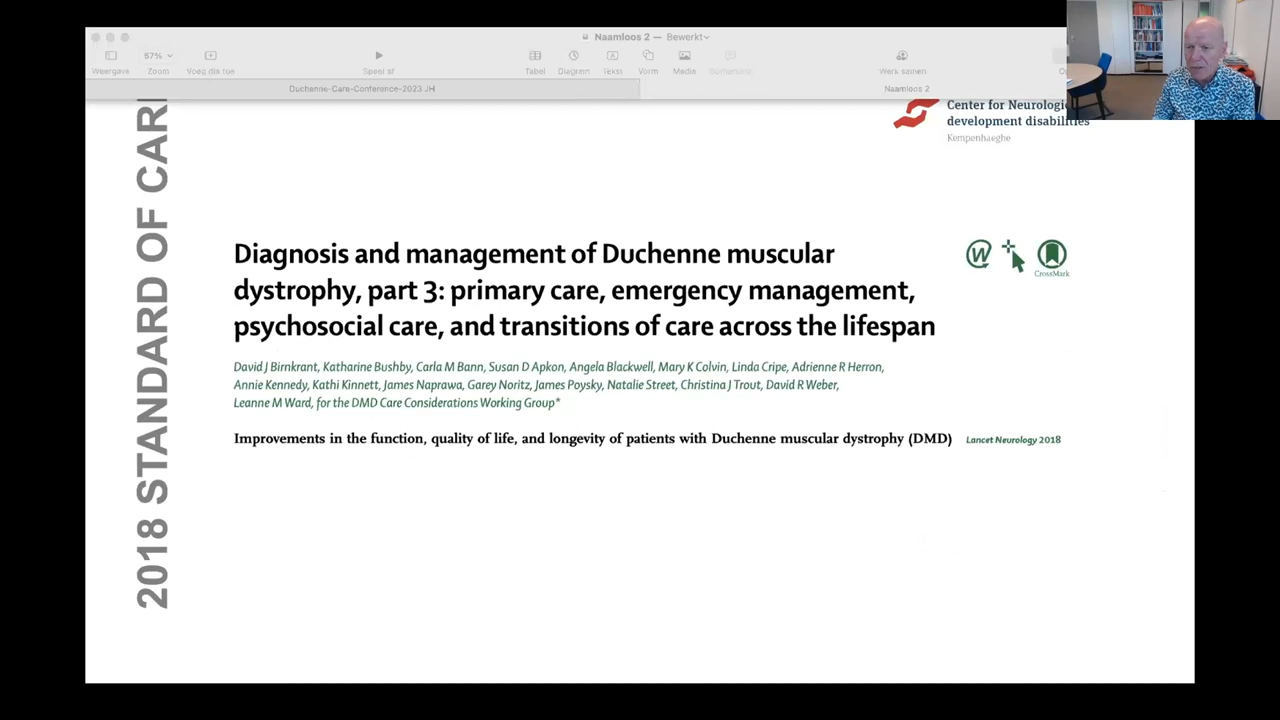 Naamloos 2 — Bewerkt
57%
Weergave Zoom Voeg dia toe Speel af Tabel Diagram Tekst Vorm Media Werk samen
Duchenne-Care-Conference-2023 JH Naamloos 2
2018 STANDARD OF CAR
Center for Neurologic
development disabilities
Kempenhaeghe
Diagnosis and management of Duchenne muscular
dystrophy, part 3: primary care, emergency management,
psychosocial care, and transitions of care across the lifespan
W
CrossMark
David J Birnkrant, Katharine Bushby, Carla M Bann, Susan D Apkon, Angela Blackwell, Mary K Colvin, Linda Cripe, Adrienne R Herron,
Annie Kennedy, Kathi Kinnett, James Naprawa, Garey Noritz, James Poysky, Natalie Street, Christina J Trout, David R Weber,
Leanne M Ward, for the DMD Care Considerations Working Group*
Improvements in the function, quality of life, and longevity of patients with Duchenne muscular dystrophy (DMD) Lancet Neurology 2018